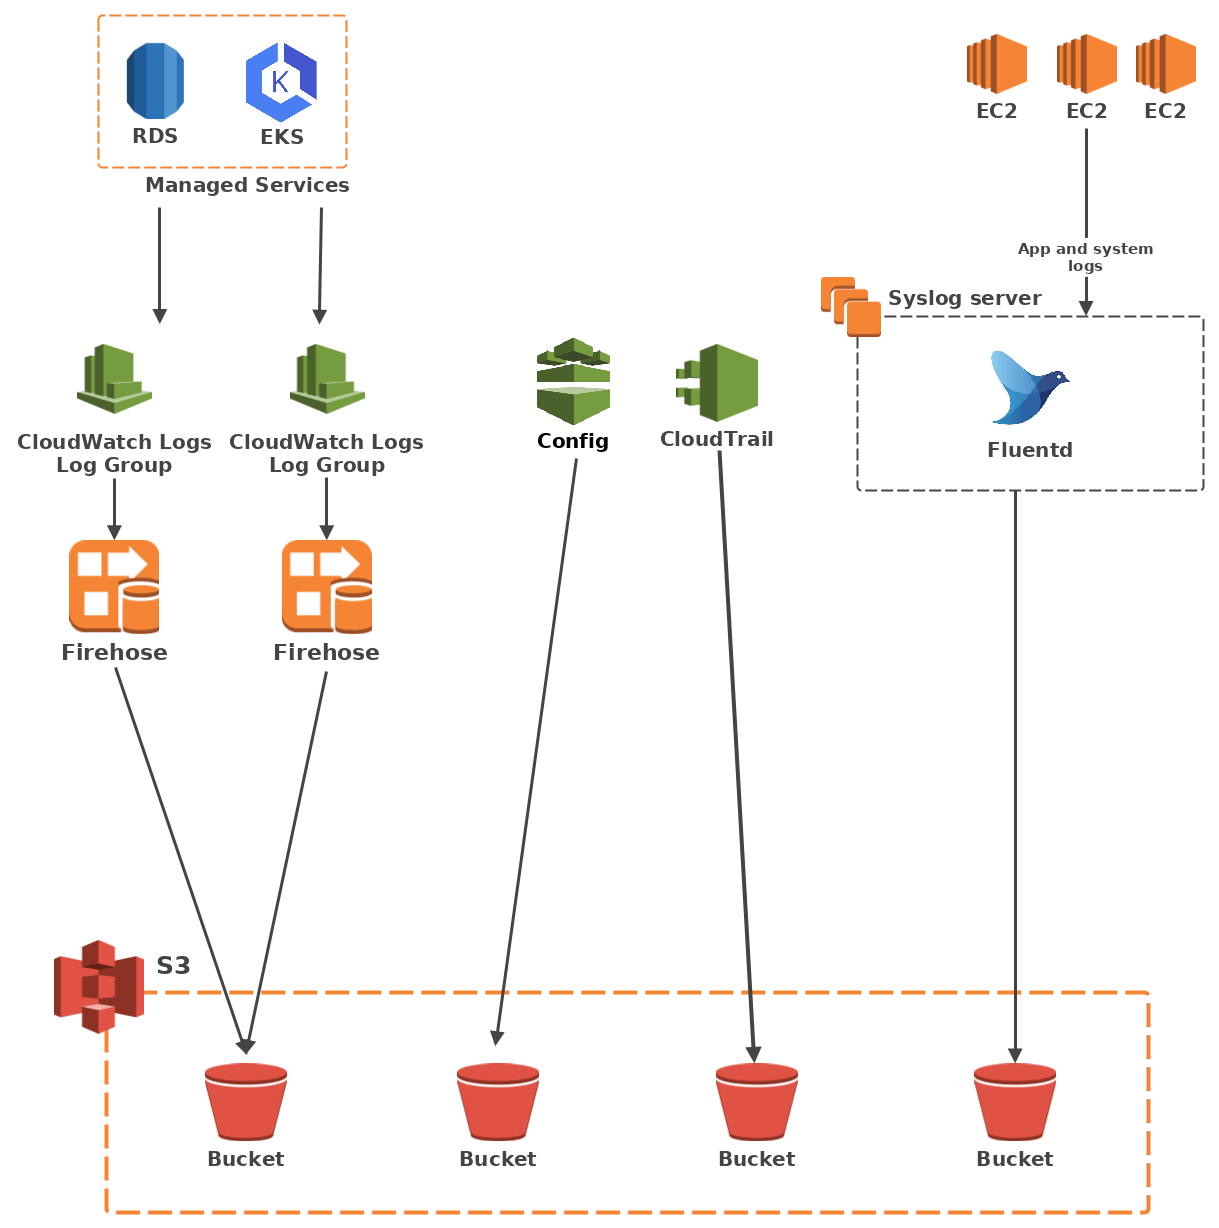 RDS
EKS
K
Managed Services
EC2
EC2
EC2
App and system
logs
Syslog server
Fluentd
CloudWatch Logs
Log Group
CloudWatch Logs
Log Group
Config
CloudTrail
Firehose
Firehose
S3
Bucket
Bucket
Bucket
Bucket